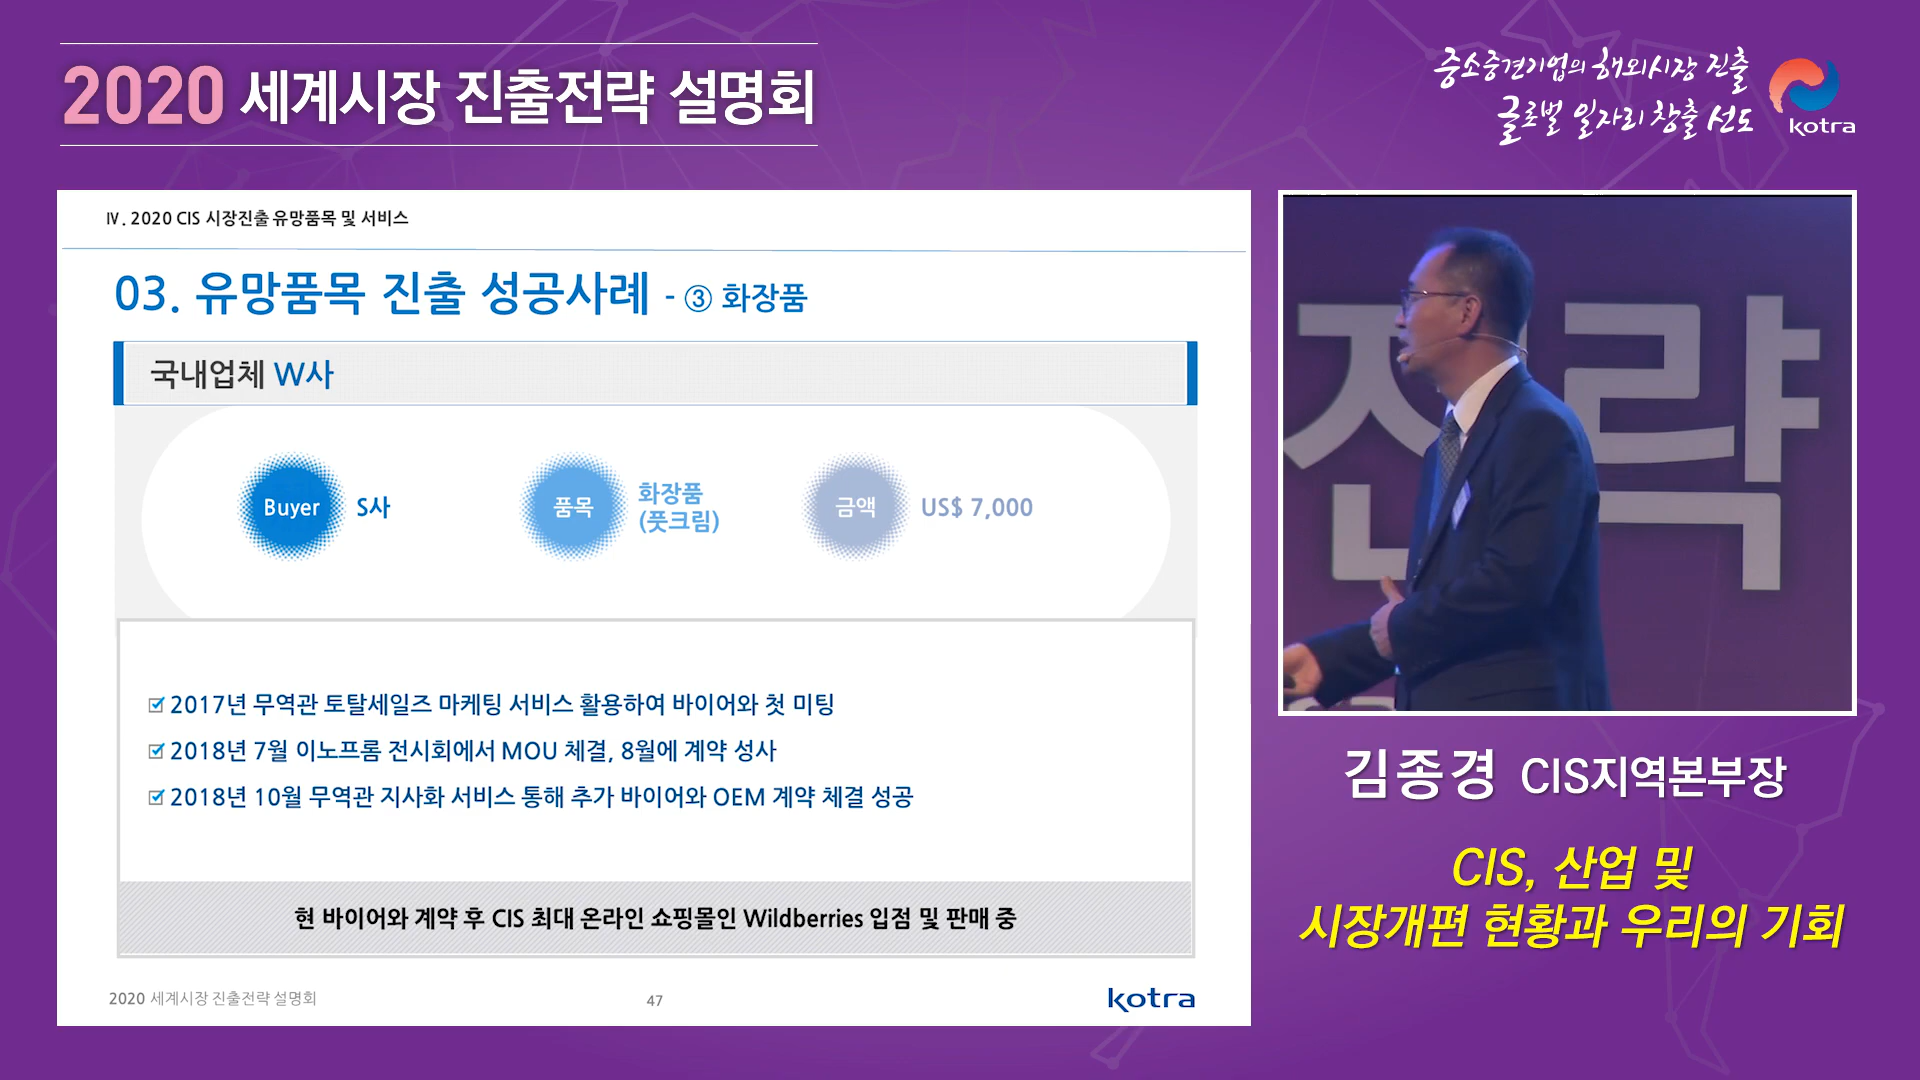 2020 세계시장 진출전략 설명회
중소중견기업의 해외시장 진출
글로벌 일자리 창출 선도
kotra
Ⅳ. 2020 CIS 시장진출 유망품목 및 서비스
03. 유망품목 진출 성공사례 - ③ 화장품
국내업체 W사
Buyer S사
품목 화장품
(풋크림)
금액 US$ 7,000
2017년 무역관 토탈세일즈 마케팅 서비스 활용하여 바이어와 첫 미팅
2018년 7월 이노프롬 전시회에서 MOU 체결, 8월에 계약 성사
2018년 10월 무역관 지사화 서비스 통해 추가 바이어와 OEM 계약 체결 성공
현 바이어와 계약 후 CIS 최대 온라인 쇼핑몰인 Wildberries 입점 및 판매 중
2020 세계시장 진출전략 설명회
47
kotra
전략
김종경 CIS지역본부장
CIS, 산업 및
시장개편 현황과 우리의 기회